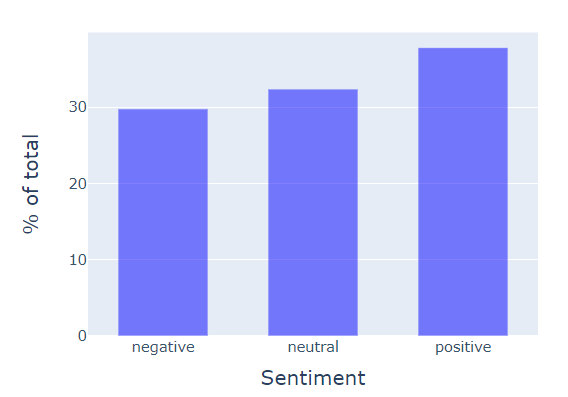 % of total
30
20
10
0
negative neutral positive
Sentiment